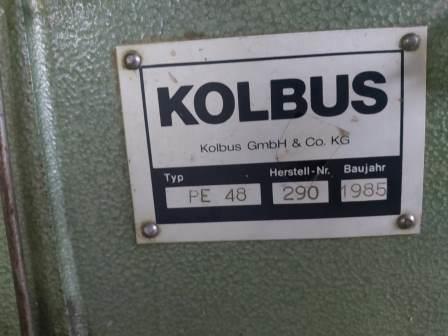 KOLBUS
Kolbus GmbH & Co. KG
Typ Herstell-Nr. Baujahr
PE 48 290 1985